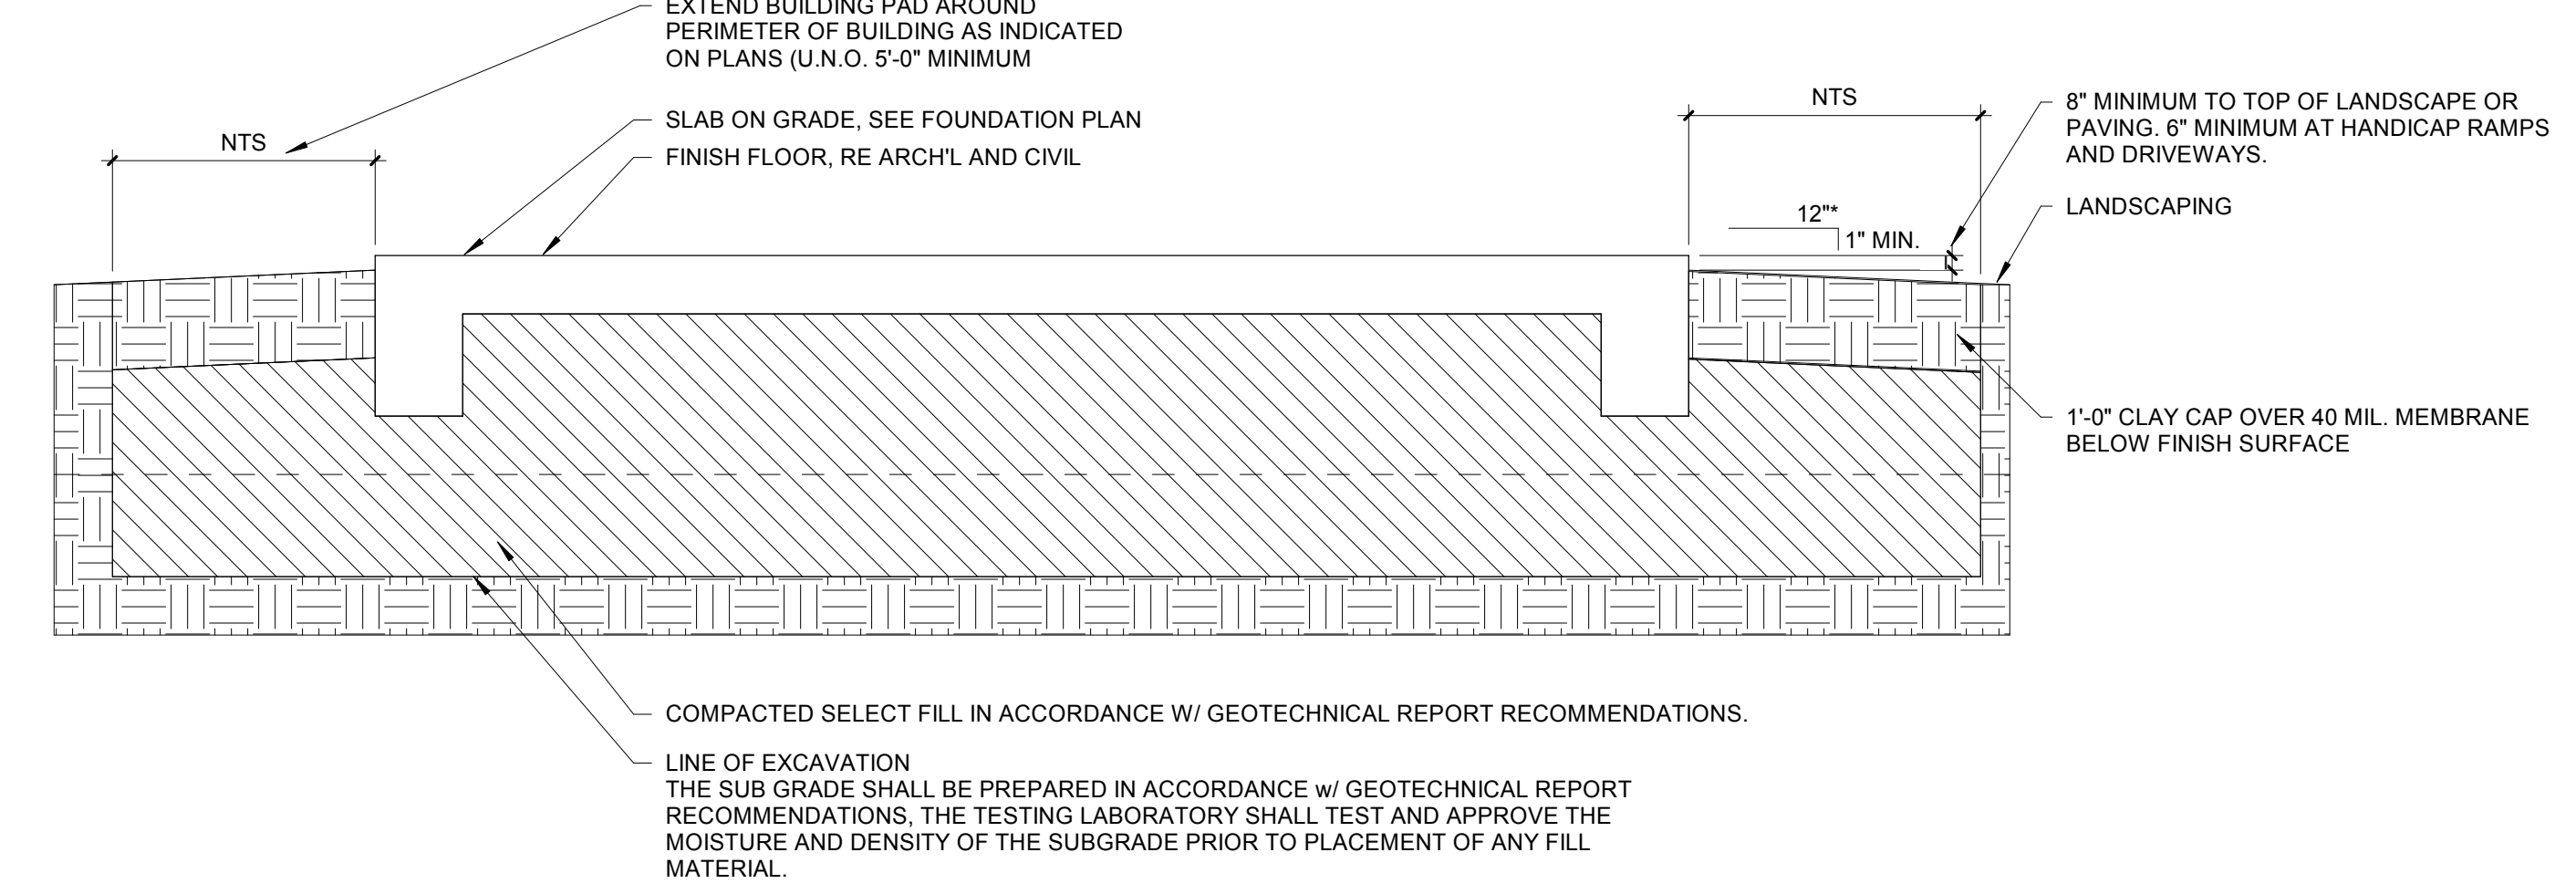 EXTEND BUILDING PAD AROUND
PERIMETER OF BUILDING AS INDICATED
ON PLANS (U.N.O. 5'-0" MINIMUM
SLAB ON GRADE, SEE FOUNDATION PLAN
FINISH FLOOR, RE ARCH'L AND CIVIL
NTS
NTS
8" MINIMUM TO TOP OF LANDSCAPE OR
PAVING. 6" MINIMUM AT HANDICAP RAMPS
AND DRIVEWAYS.
LANDSCAPING
12"*
1" MIN.
1'-0" CLAY CAP OVER 40 MIL. MEMBRANE
BELOW FINISH SURFACE
COMPACTED SELECT FILL IN ACCORDANCE W/ GEOTECHNICAL REPORT RECOMMENDATIONS.
LINE OF EXCAVATION
THE SUB GRADE SHALL BE PREPARED IN ACCORDANCE w/ GEOTECHNICAL REPORT
RECOMMENDATIONS, THE TESTING LABORATORY SHALL TEST AND APPROVE THE
MOISTURE AND DENSITY OF THE SUBGRADE PRIOR TO PLACEMENT OF ANY FILL
MATERIAL.